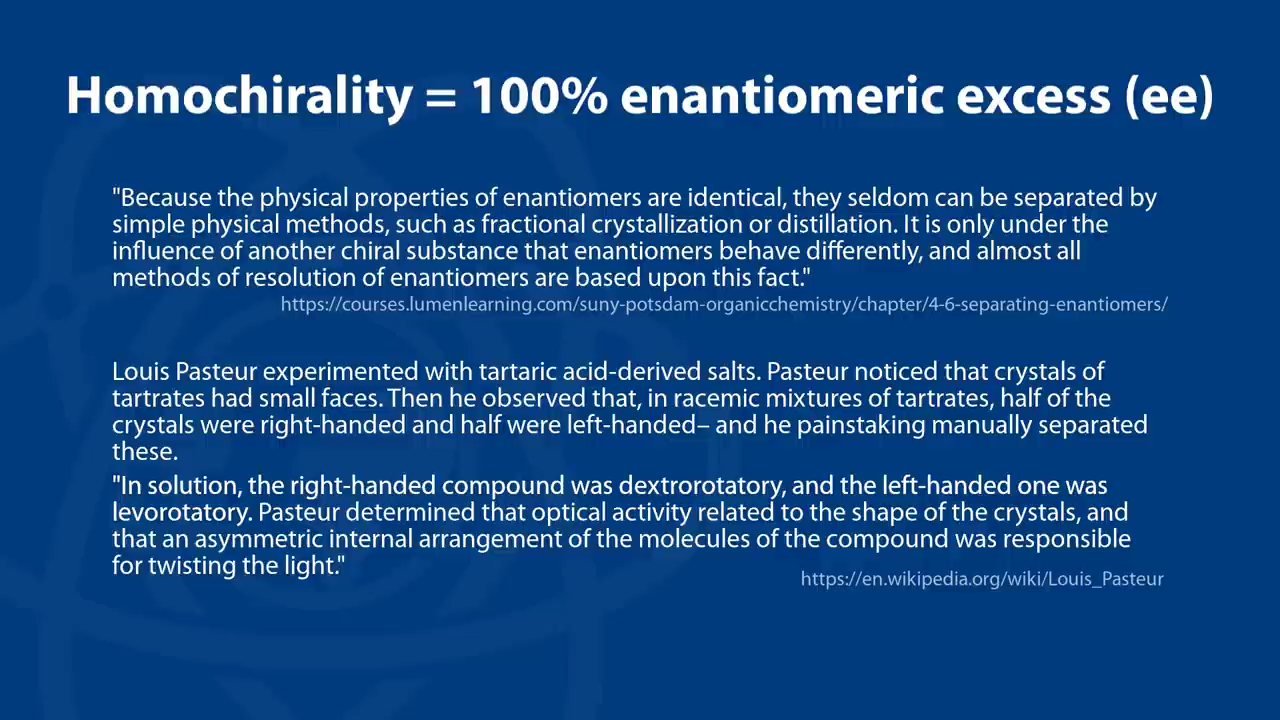 Homochirality = 100% enantiomeric excess (ee)
"Because the physical properties of enantiomers are identical, they seldom can be separated by
simple physical methods, such as fractional crystallization or distillation. It is only under the
influence of another chiral substance that enantiomers behave differently, and almost all
methods of resolution of enantiomers are based upon this fact."
https://courses.lumenlearning.com/suny-potsdam-organicchemistry/chapter/4-6-separating-enantiomers/
Louis Pasteur experimented with tartaric acid-derived salts. Pasteur noticed that crystals of
tartrates had small faces. Then he observed that, in racemic mixtures of tartrates, half of the
crystals were right-handed and half were left-handed– and he painstaking manually separated
these.
"In solution, the right-handed compound was dextrorotatory, and the left-handed one was
levorotatory. Pasteur determined that optical activity related to the shape of the crystals, and
that an asymmetric internal arrangement of the molecules of the compound was responsible
for twisting the light."
https://en.wikipedia.org/wiki/Louis_Pasteur